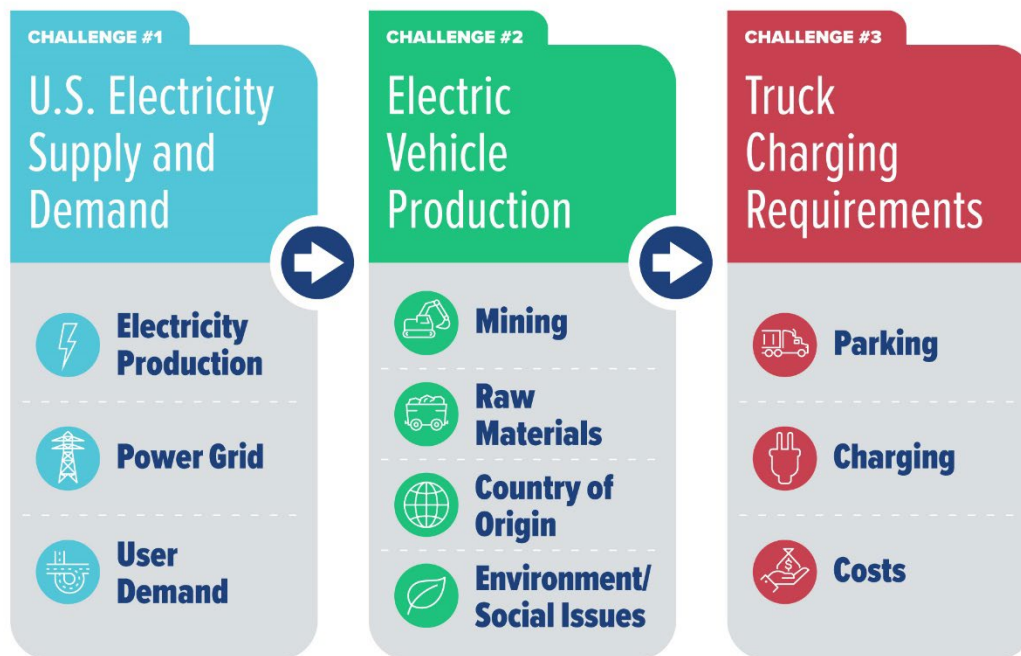 CHALLENGE #1
U.S. Electricity
Supply and
Demand
Electricity
Production
Power Grid
User
Demand
CHALLENGE #2
Electric
Vehicle
Production
Mining
Raw
Materials
Country of
Origin
Environment/
Social Issues
CHALLENGE #3
Truck
Charging
Requirements
Parking
Charging
$
Costs